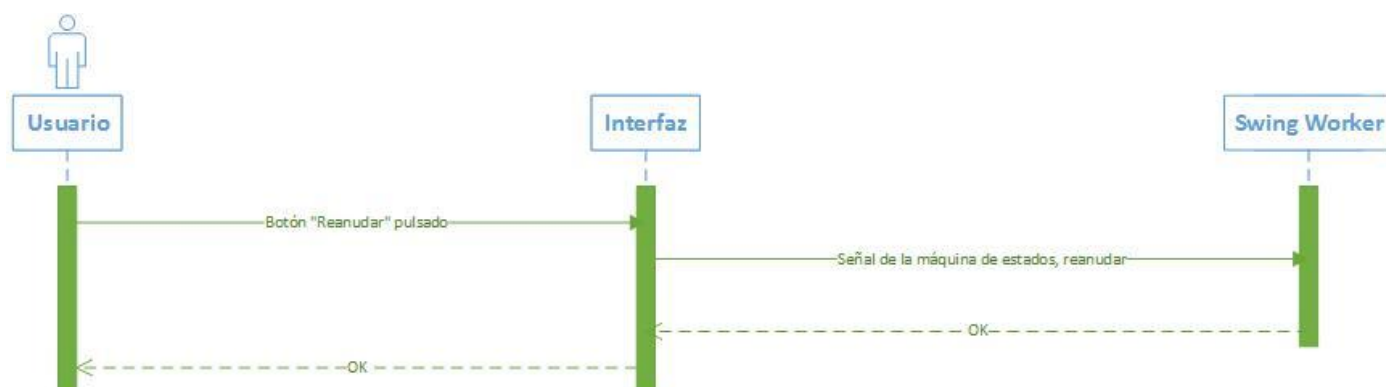 Usuario
Interfaz
Swing Worker
Botón "Reanudar" pulsado
Señal de la máquina de estados, reanudar
OK
OK